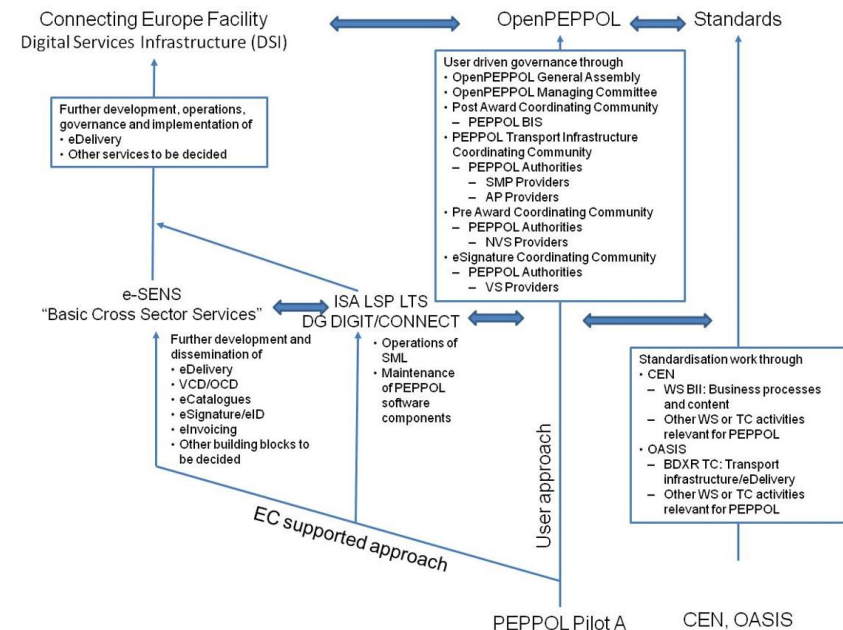 Connecting Europe Facility
Digital Services Infrastructure (DSI)
OpenPEPPOL
Standards
Further development, operations,
governance and implementation of
• eDelivery
• Other services to be decided
User driven governance through
• OpenPEPPOL General Assembly
• OpenPEPPOL Managing Committee
• Post Award Coordinating Community
– PEPPOL BIS
• PEPPOL Transport Infrastructure
Coordinating Community
– PEPPOL Authorities
– SMP Providers
– AP Providers
• Pre Award Coordinating Community
– PEPPOL Authorities
– NVS Providers
• eSignature Coordinating Community
– PEPPOL Authorities
– VS Providers
e-SENS
“Basic Cross Sector Services”
ISA LSP LTS
DG DIGIT/CONNECT
Further development and
dissemination of
• eDelivery
• VCD/OCD
• eCatalogues
• eSignature/eID
• eInvoicing
• Other building blocks to
be decided
• Operations of
SML
• Maintenance
of PEPPOL
software
components
Standardisation work through
• CEN
– WS BII: Business processes
and content
– Other WS or TC activities
relevant for PEPPOL
• OASIS
– BDXR TC: Transport
infrastructure/eDelivery
– Other WS or TC activities
relevant for PEPPOL
User approach
EC supported approach
PEPPOL Pilot A
CEN, OASIS